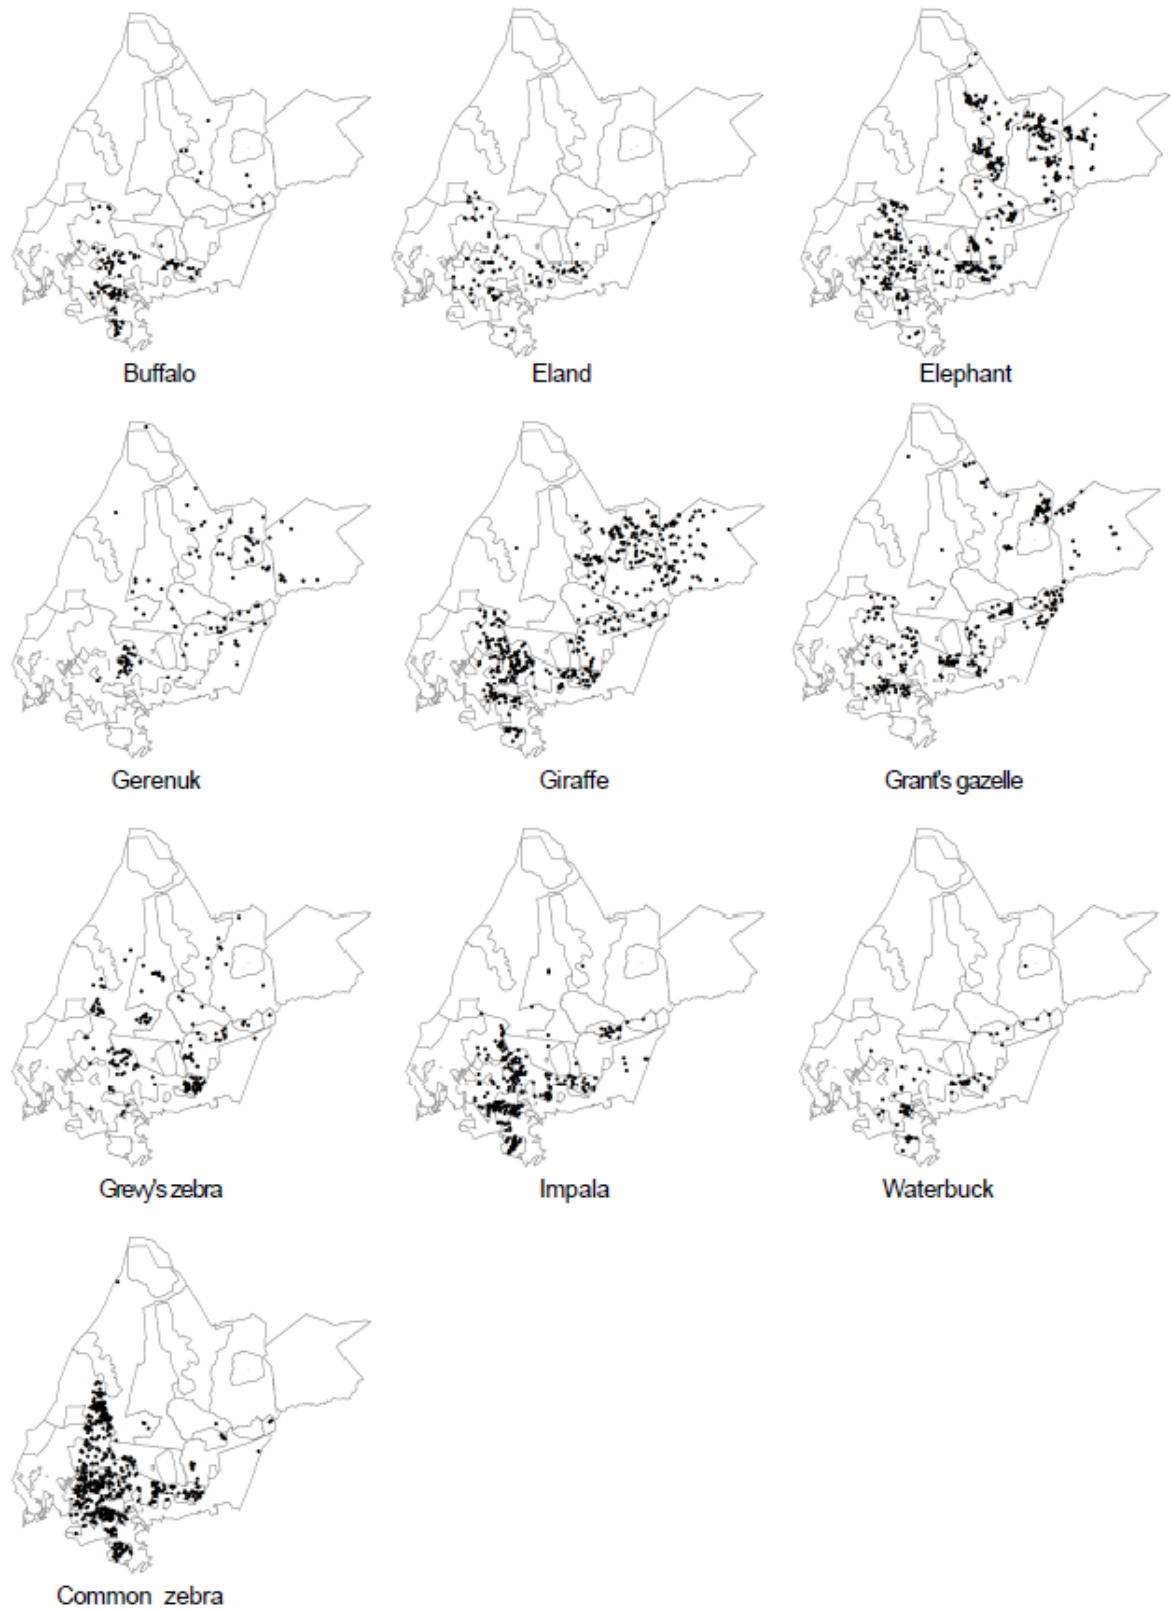 Buffalo
Eland
Elephant
Gerenuk
Giraffe
Grant's gazelle
Grevy's zebra
Impala
Waterbuck
Common zebra